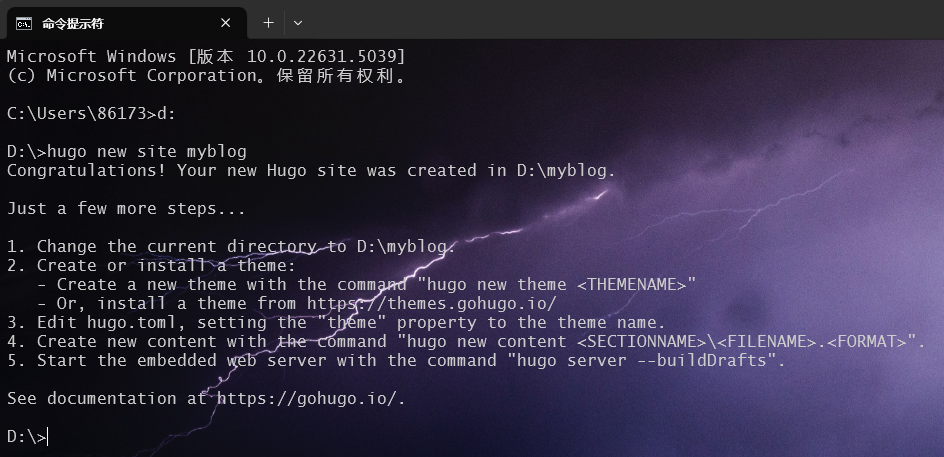 命令提示符
Microsoft Windows [版本 10.0.22631.5039]
(c) Microsoft Corporation。保留所有权利。
C:\Users\86173>d:
D:\>hugo new site myblog
Congratulations! Your new Hugo site was created in D:\myblog.
Just a few more steps...
1. Change the current directory to D:\myblog.
2. Create or install a theme:
   - Create a new theme with the command "hugo new theme <THEMENAME>"
   - Or, install a theme from https://themes.gohugo.io/
3. Edit hugo.toml, setting the "theme" property to the theme name.
4. Create new content with the command "hugo new content <SECTIONNAME>\<FILENAME>.<FORMAT>".
5. Start the embedded web server with the command "hugo server --buildDrafts".
See documentation at https://gohugo.io/.
D:\>